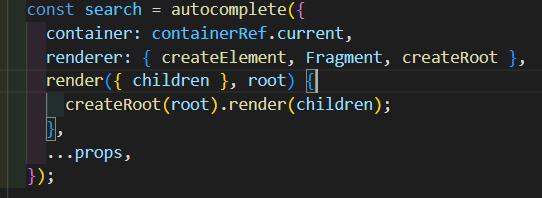 const search = autocomplete({
container: containerRef.current,
renderer: { createElement, Fragment, createRoot },
render({ children }, root) {
createRoot(root).render(children);
},
...props,
});